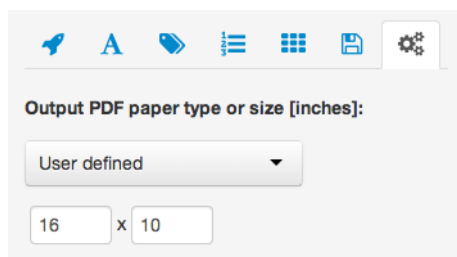 A
Output PDF paper type or size [inches]:
User defined
16 x 10